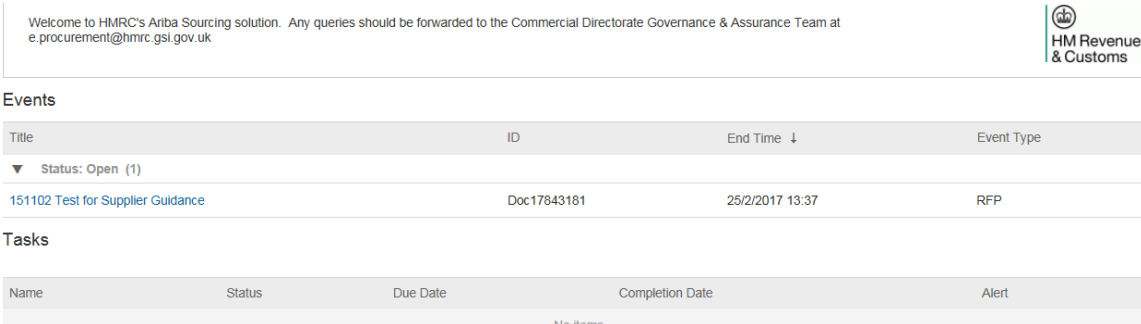 Welcome to HMRC's Ariba Sourcing solution.  Any queries should be forwarded to the Commercial Directorate Governance & Assurance Team at
e.procurement@hmrc.gsi.gov.uk
HM Revenue
& Customs
Events
Title ID End Time ↓ Event Type
▼ Status: Open (1)
151102 Test for Supplier Guidance Doc17843181 25/2/2017 13:37 RFP
Tasks
Name Status Due Date Completion Date Alert
No items